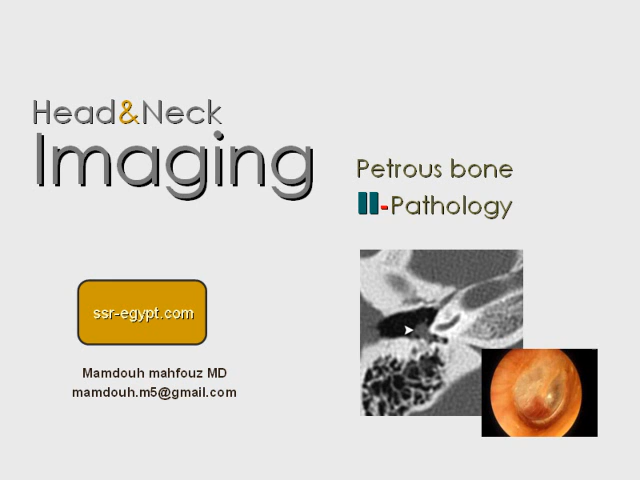 Head&Neck
Imaging
Petrous bone
II-Pathology
ssr-egypt.com
Mamdouh mahfouz MD
mamdouh.m5@gmail.com